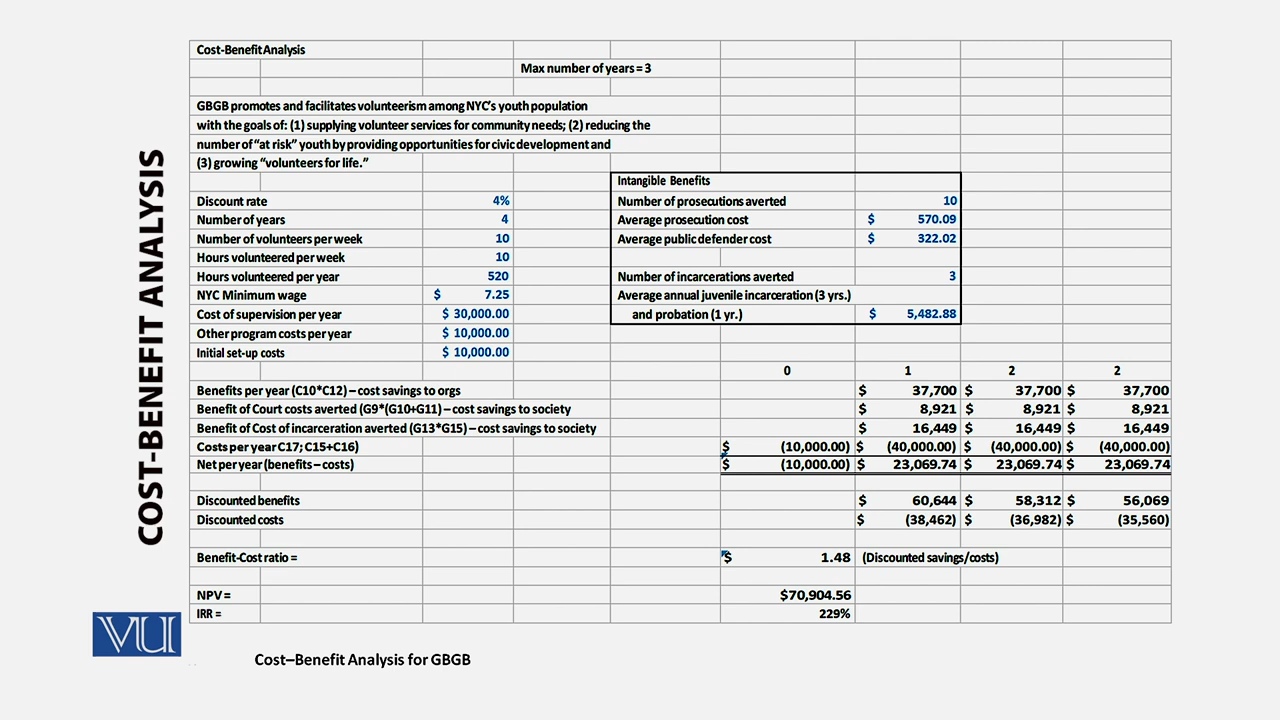 COST-BENEFIT ANALYSIS
Cost-Benefit Analysis
Max number of years = 3
GBGB promotes and facilitates volunteerism among NYC's youth population
with the goals of: (1) supplying volunteer services for community needs; (2) reducing the
number of "at risk" youth by providing opportunities for civic development and
(3) growing "volunteers for life."
Intangible Benefits
Discount rate 4% Number of prosecutions averted 10
Number of years 4 Average prosecution cost $ 570.09
Number of volunteers per week 10 Average public defender cost $ 322.02
Hours volunteered per week 10
Hours volunteered per year 520 Number of incarcerations averted 3
NYC Minimum wage $ 7.25 Average annual juvenile incarceration (3 yrs.)
Cost of supervision per year $ 30,000.00 and probation (1 yr.) $ 5,482.88
Other program costs per year $ 10,000.00
Initial set-up costs $ 10,000.00
0 1 2 2
Benefits per year (C10*C12) – cost savings to orgs $ 37,700 $ 37,700 $ 37,700
Benefit of Court costs averted (G9*(G10+G11) – cost savings to society $ 8,921 $ 8,921 $ 8,921
Benefit of Cost of incarceration averted (G13*G15) – cost savings to society $ 16,449 $ 16,449 $ 16,449
Costs per year C17; C15+C16) $ (10,000.00) $ (40,000.00) $ (40,000.00) $ (40,000.00)
Net per year (benefits – costs) $ (10,000.00) $ 23,069.74 $ 23,069.74 $ 23,069.74
Discounted benefits $ 60,644 $ 58,312 $ 56,069
Discounted costs $ (38,462) $ (36,982) $ (35,560)
Benefit-Cost ratio = $ 1.48 (Discounted savings/costs)
NPV = $70,904.56
IRR = 229%
VU
Cost–Benefit Analysis for GBGB